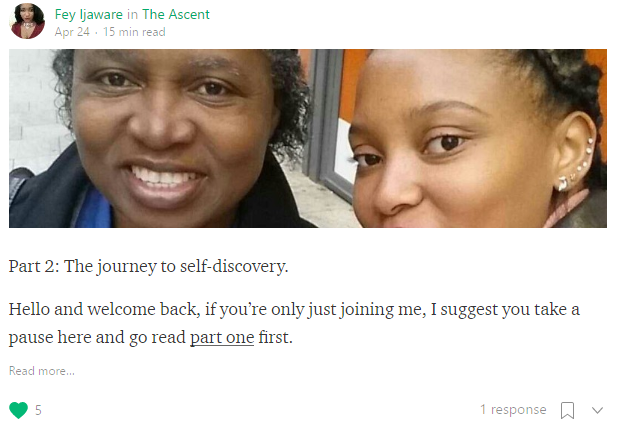 Fey Ijaware in The Ascent
Apr 24 · 15 min read
Part 2: The journey to self-discovery.
Hello and welcome back, if you’re only just joining me, I suggest you take a
pause here and go read part one first.
Read more...
5
1 response